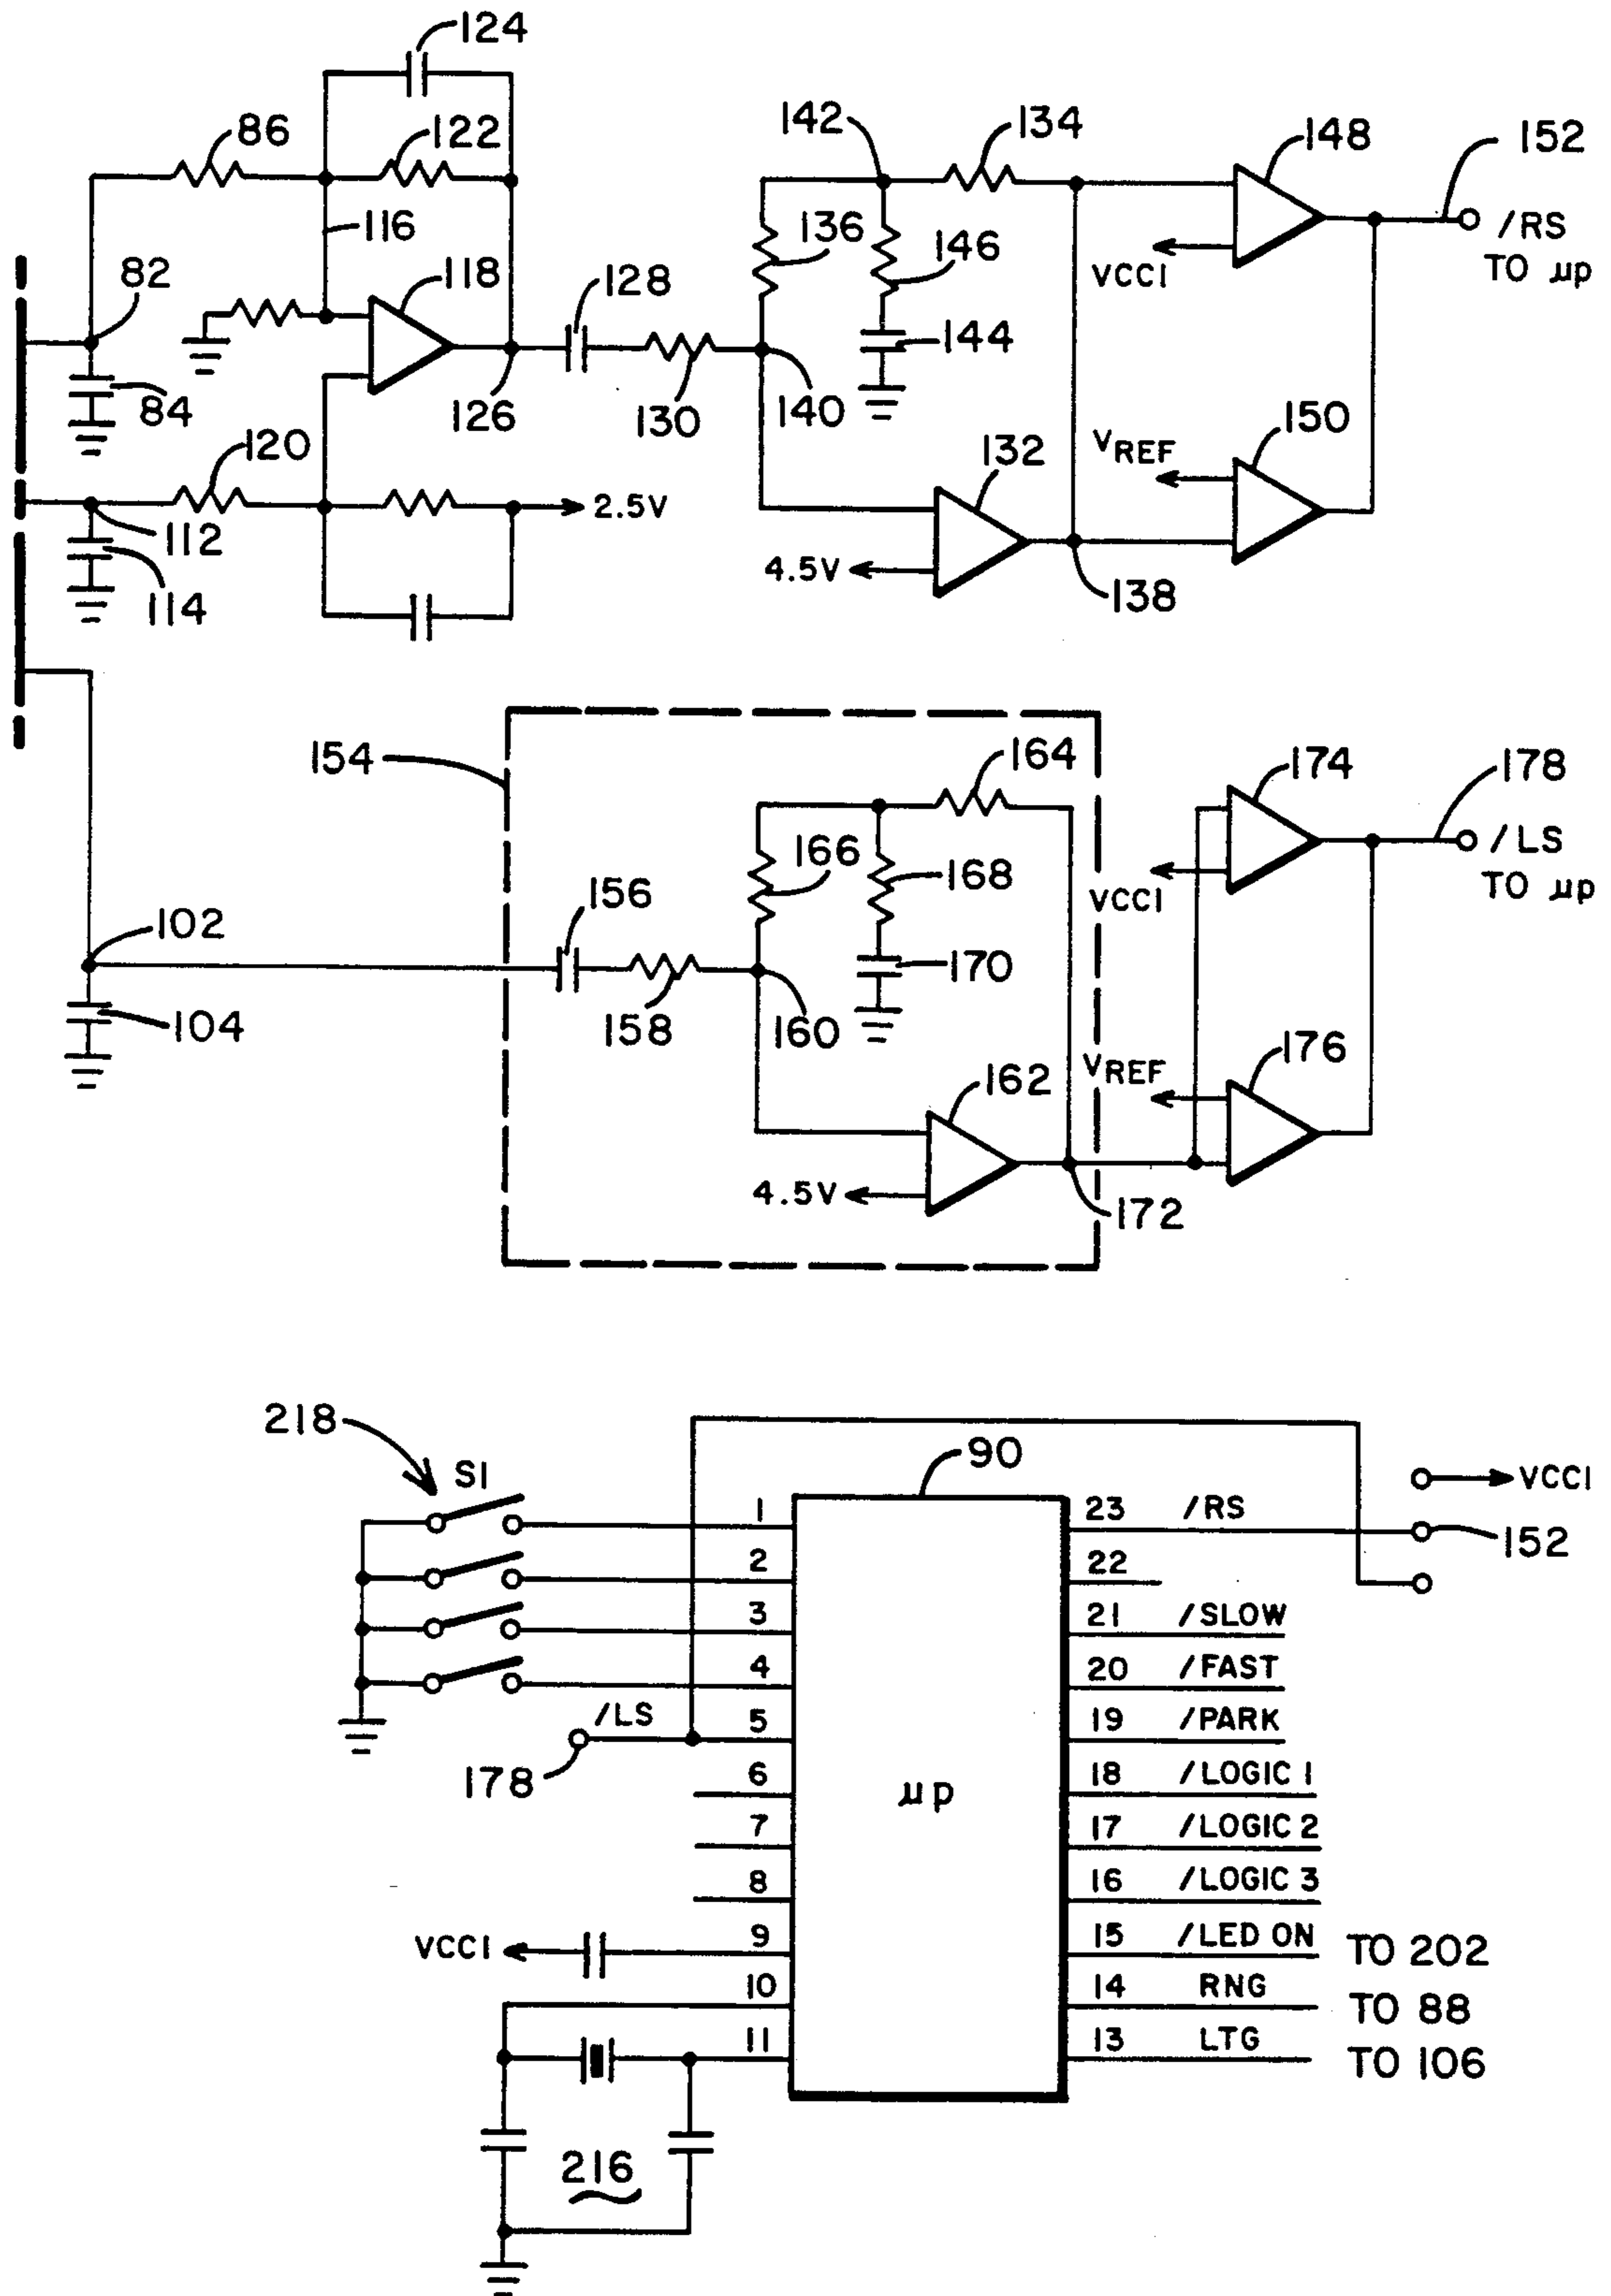 124
86
122
142
134
148
152
/RS
TO μp
116
136
146
VCC1
82
118
128
144
84
126
130
140
150
120
132
VREF
2.5V
112
4.5V
138
114
154
164
174
178
/LS
TO μp
166
168
VCC1
156
102
170
104
158
160
VREF
176
162
4.5V
172
218
S1
90
VCC1
1
23 /RS
152
2
22
3
21 /SLOW
4
20 /FAST
/LS
5
19 /PARK
178
6
μp
18 /LOGIC 1
7
17 /LOGIC 2
8
16 /LOGIC 3
VCC1
9
15 /LED ON TO 202
10
14 RNG TO 88
11
13 LTG TO 106
216